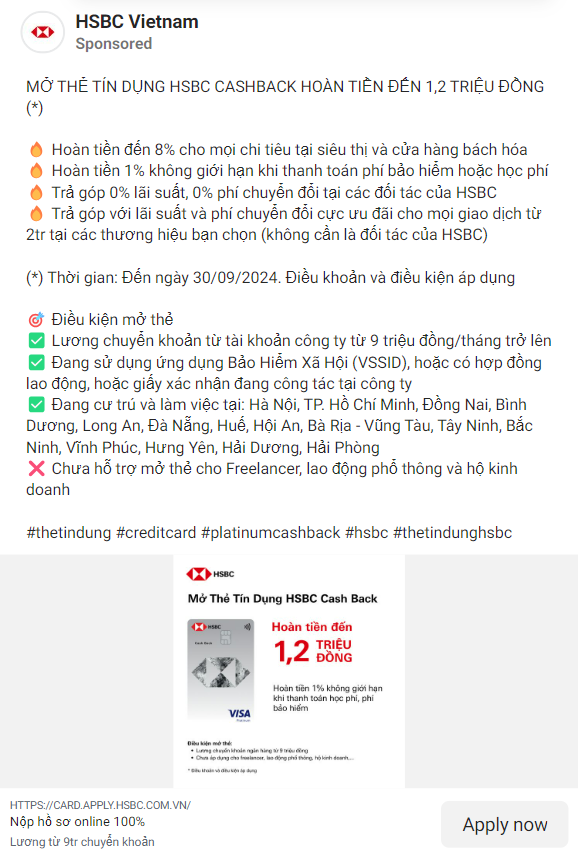 HSBC Vietnam
Sponsored
MỞ THẺ TÍN DỤNG HSBC CASHBACK HOÀN TIỀN ĐẾN 1,2 TRIỆU ĐỒNG
(*)
🔥 Hoàn tiền đến 8% cho mọi chi tiêu tại siêu thị và cửa hàng bách hóa
🔥 Hoàn tiền 1% không giới hạn khi thanh toán phí bảo hiểm hoặc học phí
🔥 Trả góp 0% lãi suất, 0% phí chuyển đổi tại các đối tác của HSBC
🔥 Trả góp với lãi suất và phí chuyển đổi cực ưu đãi cho mọi giao dịch từ
2tr tại các thương hiệu bạn chọn (không cần là đối tác của HSBC)
(*) Thời gian: Đến ngày 30/09/2024. Điều khoản và điều kiện áp dụng
🎯 Điều kiện mở thẻ
✅ Lương chuyển khoản từ tài khoản công ty từ 9 triệu đồng/tháng trở lên
✅ Đang sử dụng ứng dụng Bảo Hiểm Xã Hội (VSSID), hoặc có hợp đồng
lao động, hoặc giấy xác nhận đang công tác tại công ty
✅ Đang cư trú và làm việc tại: Hà Nội, TP. Hồ Chí Minh, Đồng Nai, Bình
Dương, Long An, Đà Nẵng, Huế, Hội An, Bà Rịa - Vũng Tàu, Tây Ninh, Bắc
Ninh, Vĩnh Phúc, Hưng Yên, Hải Dương, Hải Phòng
❌ Chưa hỗ trợ mở thẻ cho Freelancer, lao động phổ thông và hộ kinh
doanh
#thetindung #creditcard #platinumcashback #hsbc #thetindunghsbc
HSBC
Mở Thẻ Tín Dụng HSBC Cash Back
HSBC
Cash Back
VISA
Platinum
Hoàn tiền đến
1,2 TRIỆU
ĐỒNG
Hoàn tiền 1% không giới hạn
khi thanh toán học phí, phí
bảo hiểm
Điều kiện mở thẻ:
• Lương chuyển khoản ngân hàng từ 9 triệu đồng
• Chưa áp dụng cho freelancer, lao động phổ thông, hộ kinh doanh,...
* Điều khoản và điều kiện áp dụng
HTTPS://CARD.APPLY.HSBC.COM.VN/
Nộp hồ sơ online 100%
Lương từ 9tr chuyển khoản
Apply now